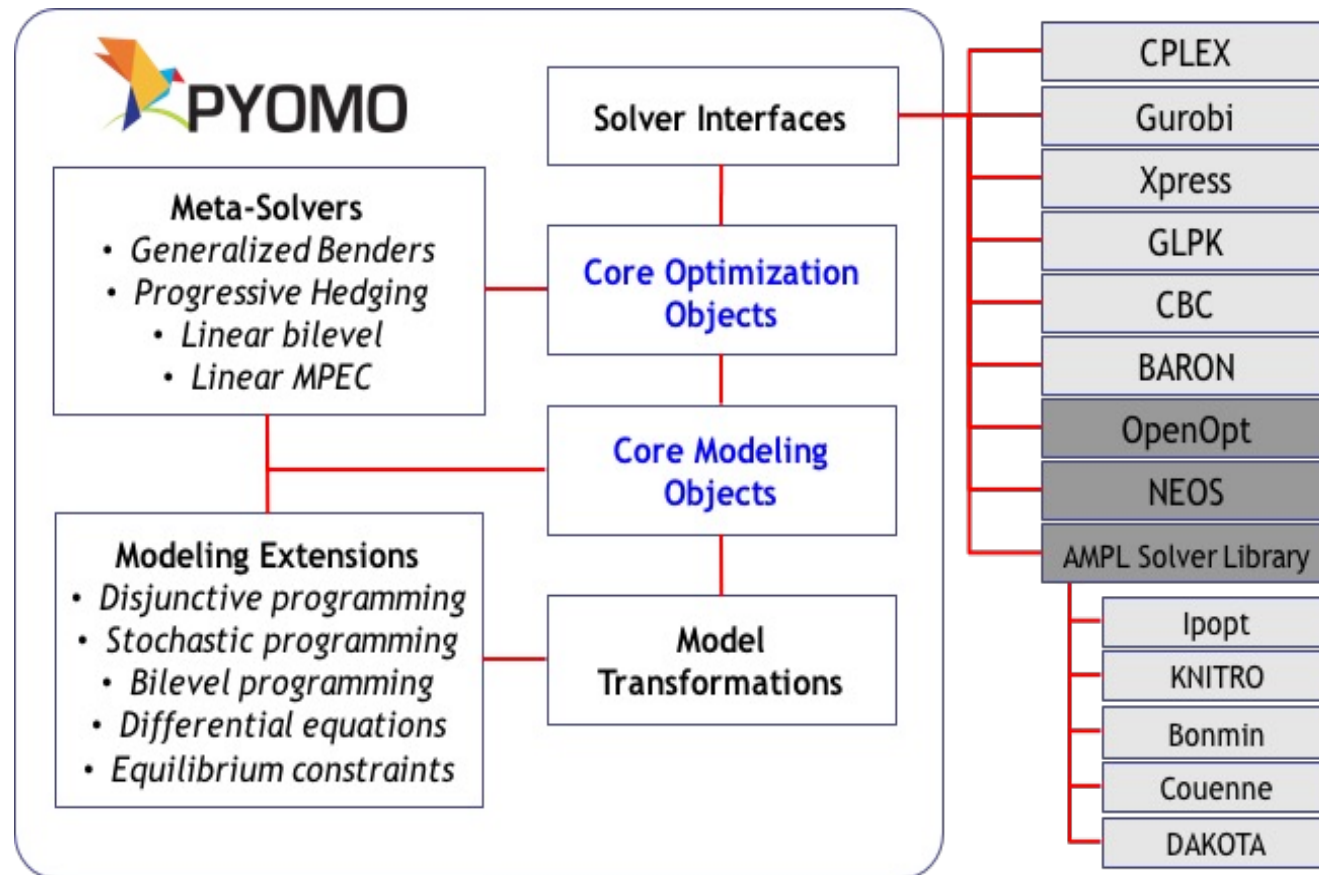 PYOMO
Solver Interfaces
Meta-Solvers
• Generalized Benders
• Progressive Hedging
• Linear bilevel
• Linear MPEC
Core Optimization
Objects
Core Modeling
Objects
Modeling Extensions
• Disjunctive programming
• Stochastic programming
• Bilevel programming
• Differential equations
• Equilibrium constraints
Model
Transformations
CPLEX
Gurobi
Xpress
GLPK
CBC
BARON
OpenOpt
NEOS
AMPL Solver Library
Ipopt
KNITRO
Bonmin
Couenne
DAKOTA